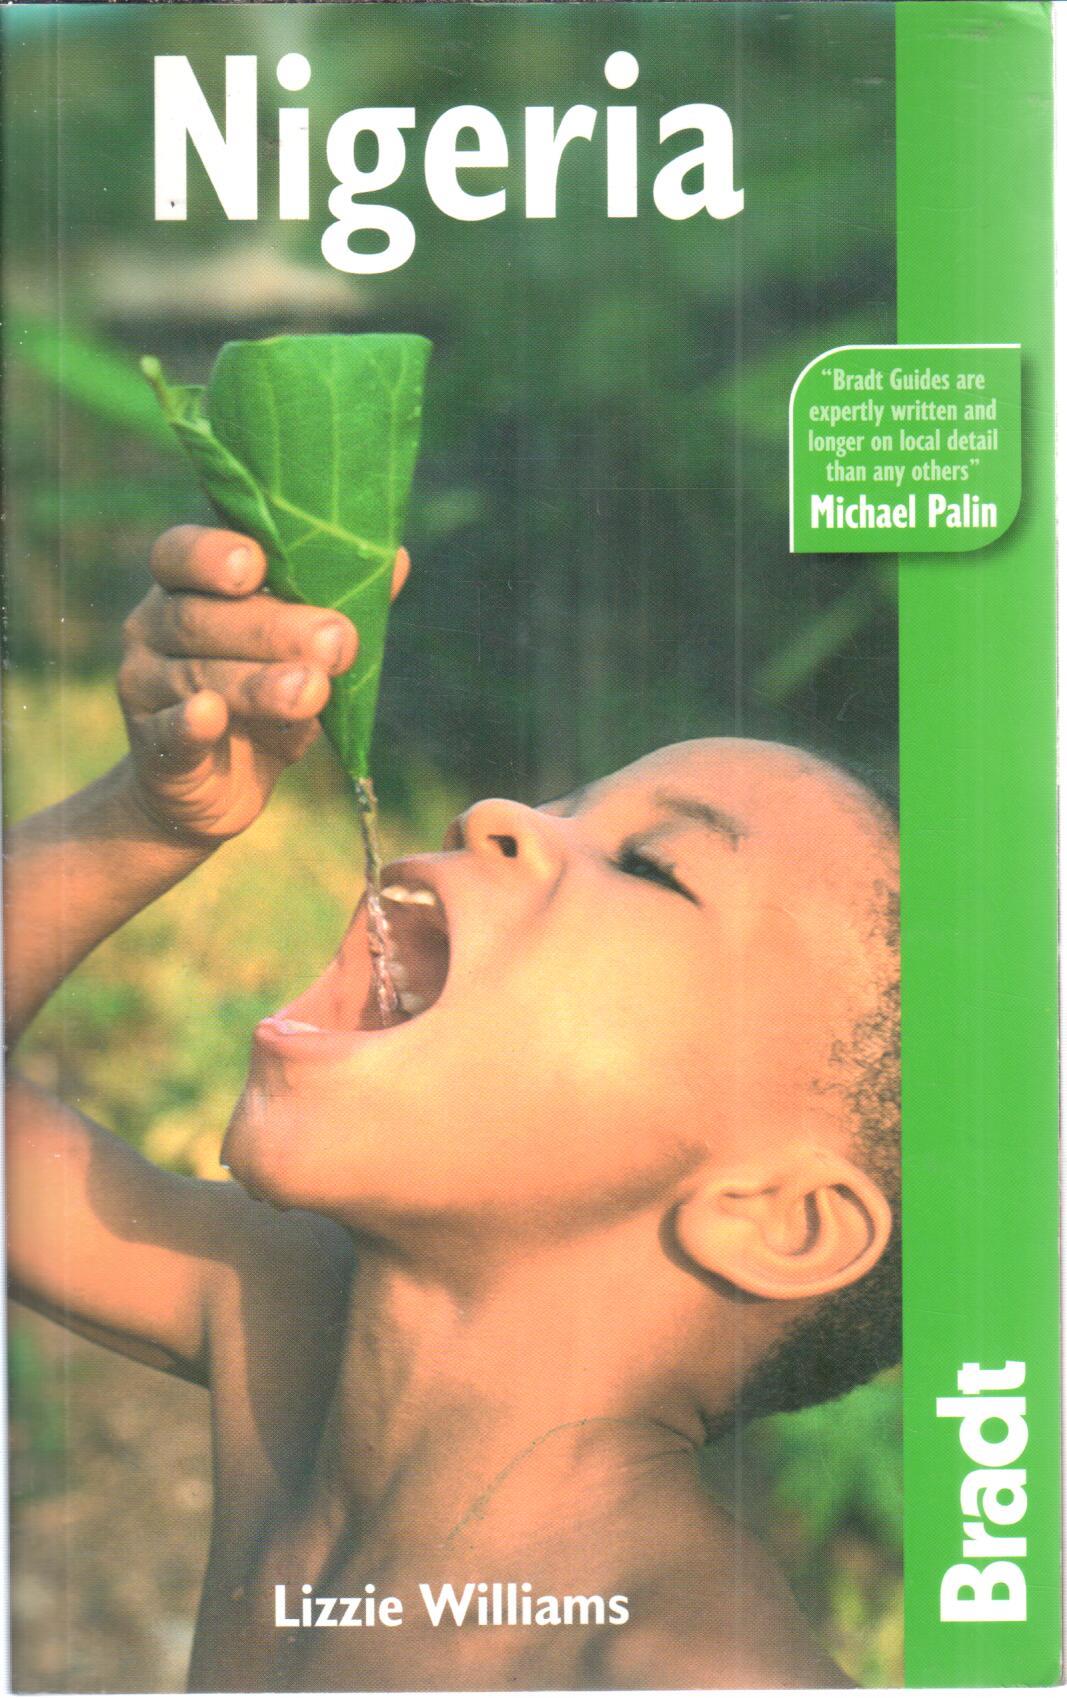 Nigeria
“Bradt Guides are
expertly written and
longer on local detail
than any others”
Michael Palin
Bradt
Lizzie Williams